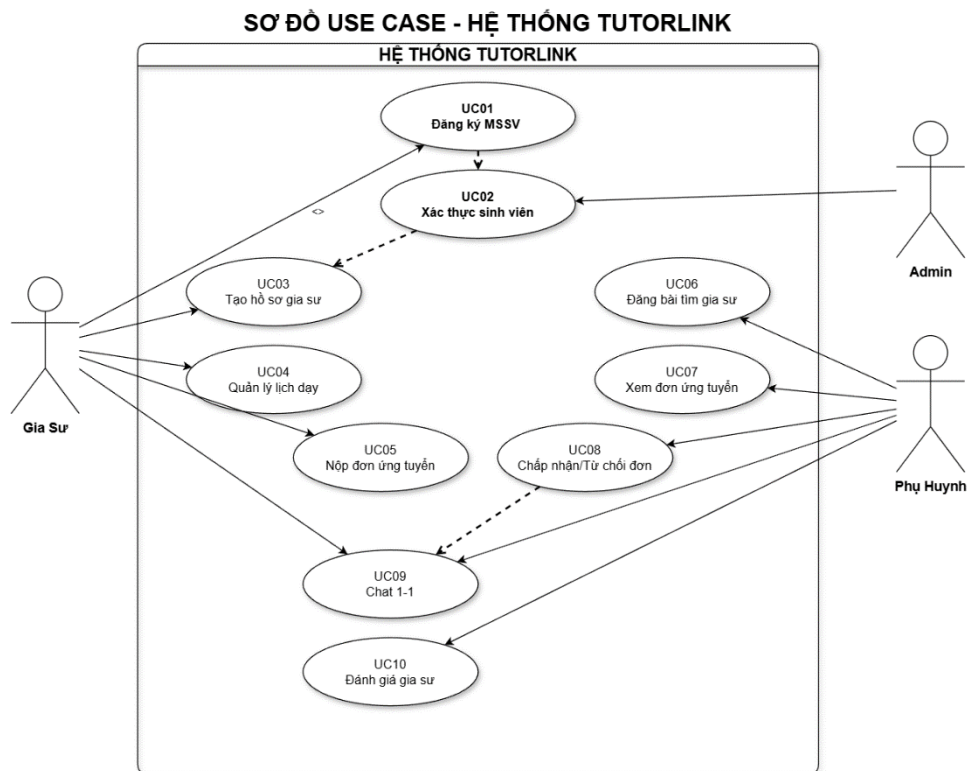 SƠ ĐỒ USE CASE - HỆ THỐNG TUTORLINK
HỆ THỐNG TUTORLINK
UC01
Đăng ký MSSV
UC02
Xác thực sinh viên
<>
Admin
UC03
Tạo hồ sơ gia sư
UC06
Đăng bài tìm gia sư
UC04
Quản lý lịch dạy
UC07
Xem đơn ứng tuyển
Gia Sư
UC05
Nộp đơn ứng tuyển
UC08
Chấp nhận/Từ chối đơn
Phụ Huynh
UC09
Chat 1-1
UC10
Đánh giá gia sư